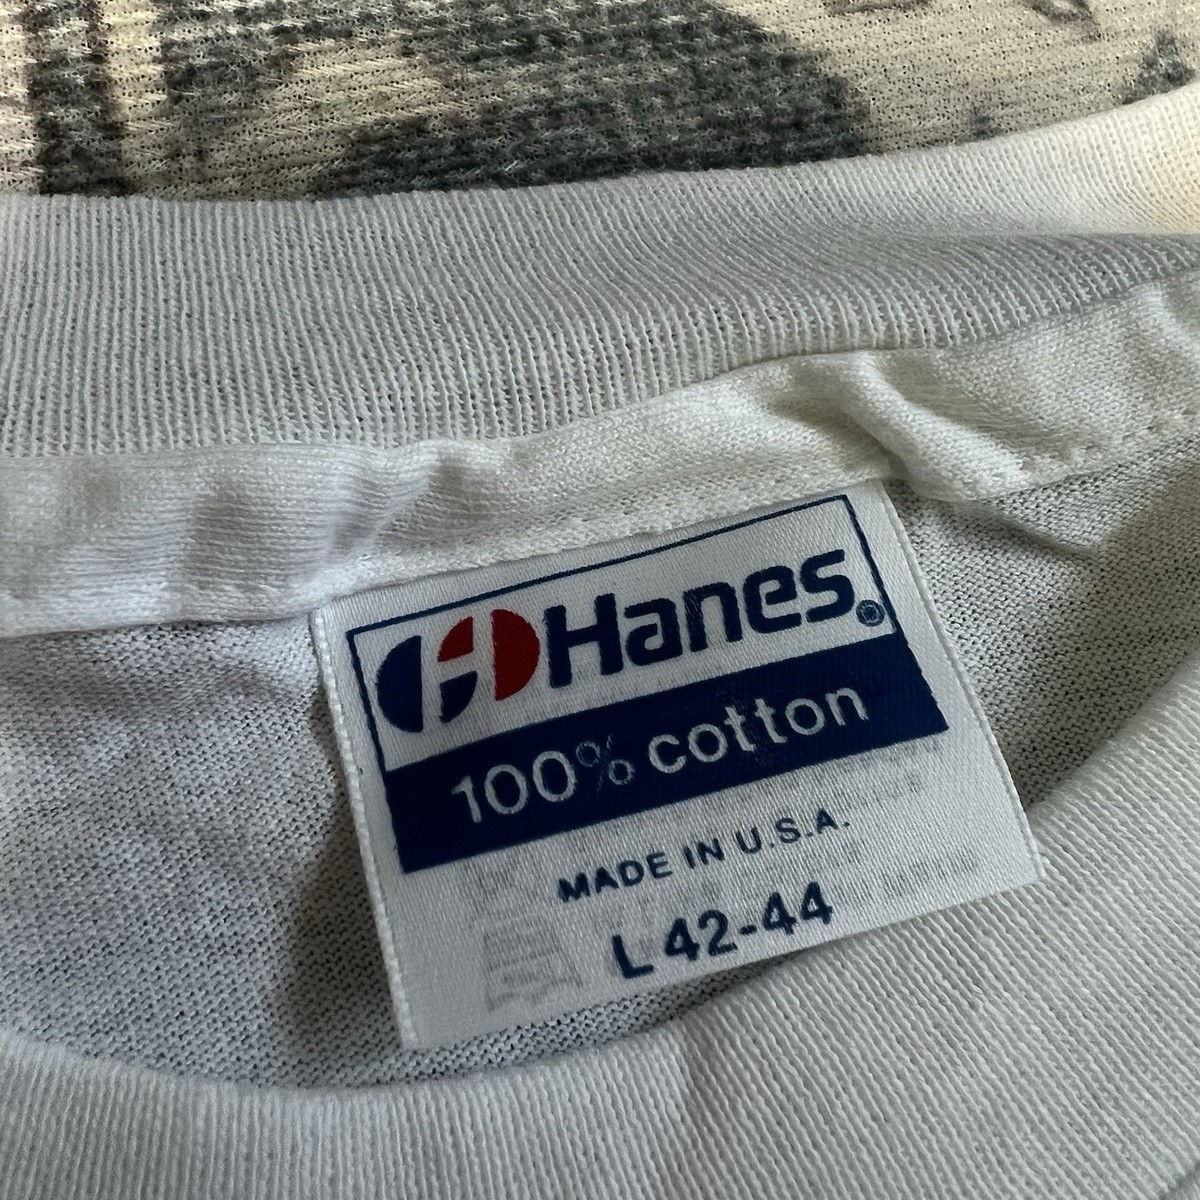 Hanes®
100% cotton
MADE IN U.S.A.
L 42-44